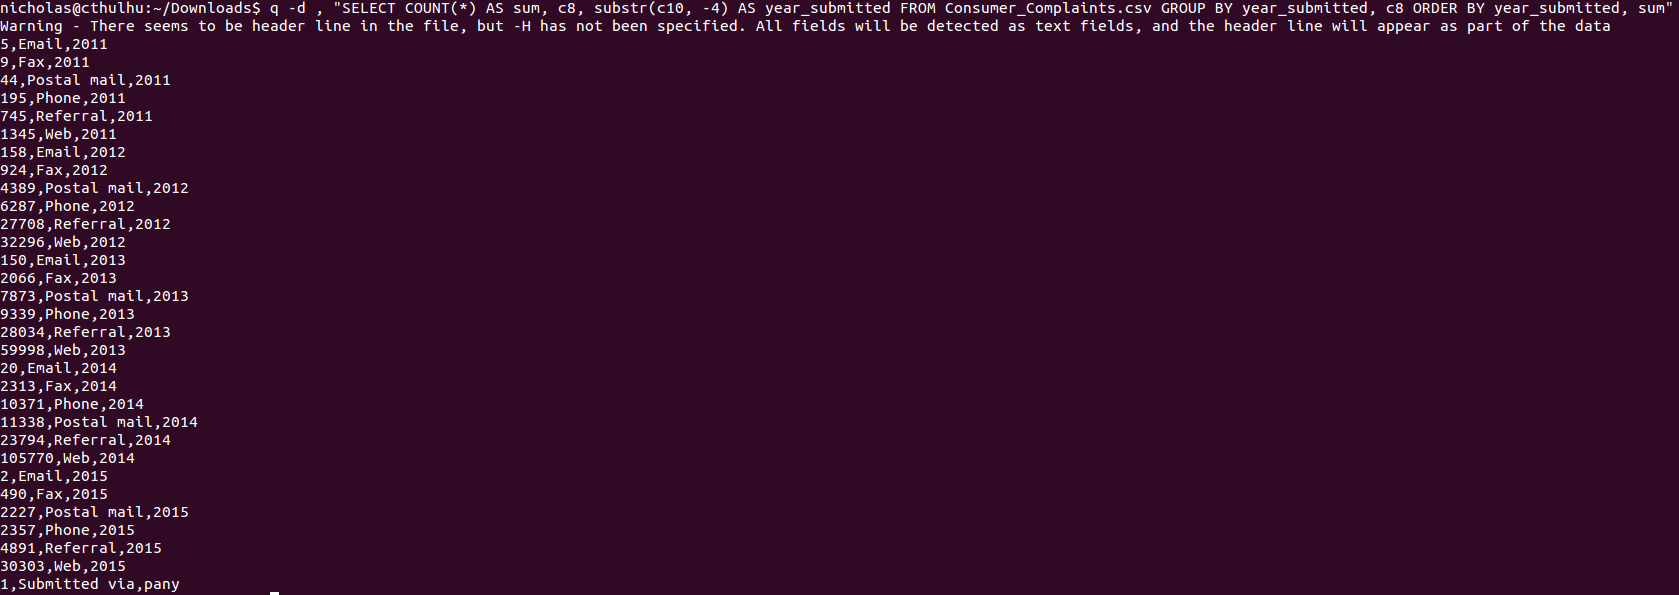 nicholas@cthulhu:~/Downloads$ q -d , "SELECT COUNT(*) AS sum, c8, substr(c10, -4) AS year_submitted FROM Consumer_Complaints.csv GROUP BY year_submitted, c8 ORDER BY year_submitted, sum"
Warning - There seems to be header line in the file, but -H has not been specified. All fields will be detected as text fields, and the header line will appear as part of the data
5,Email,2011
9,Fax,2011
44,Postal mail,2011
195,Phone,2011
745,Referral,2011
1345,Web,2011
158,Email,2012
924,Fax,2012
4389,Postal mail,2012
6287,Phone,2012
27708,Referral,2012
32296,Web,2012
150,Email,2013
2066,Fax,2013
7873,Postal mail,2013
9339,Phone,2013
28034,Referral,2013
59998,Web,2013
20,Email,2014
2313,Fax,2014
10371,Phone,2014
11338,Postal mail,2014
23794,Referral,2014
105770,Web,2014
2,Email,2015
490,Fax,2015
2227,Postal mail,2015
2357,Phone,2015
4891,Referral,2015
30303,Web,2015
1,Submitted via,pany